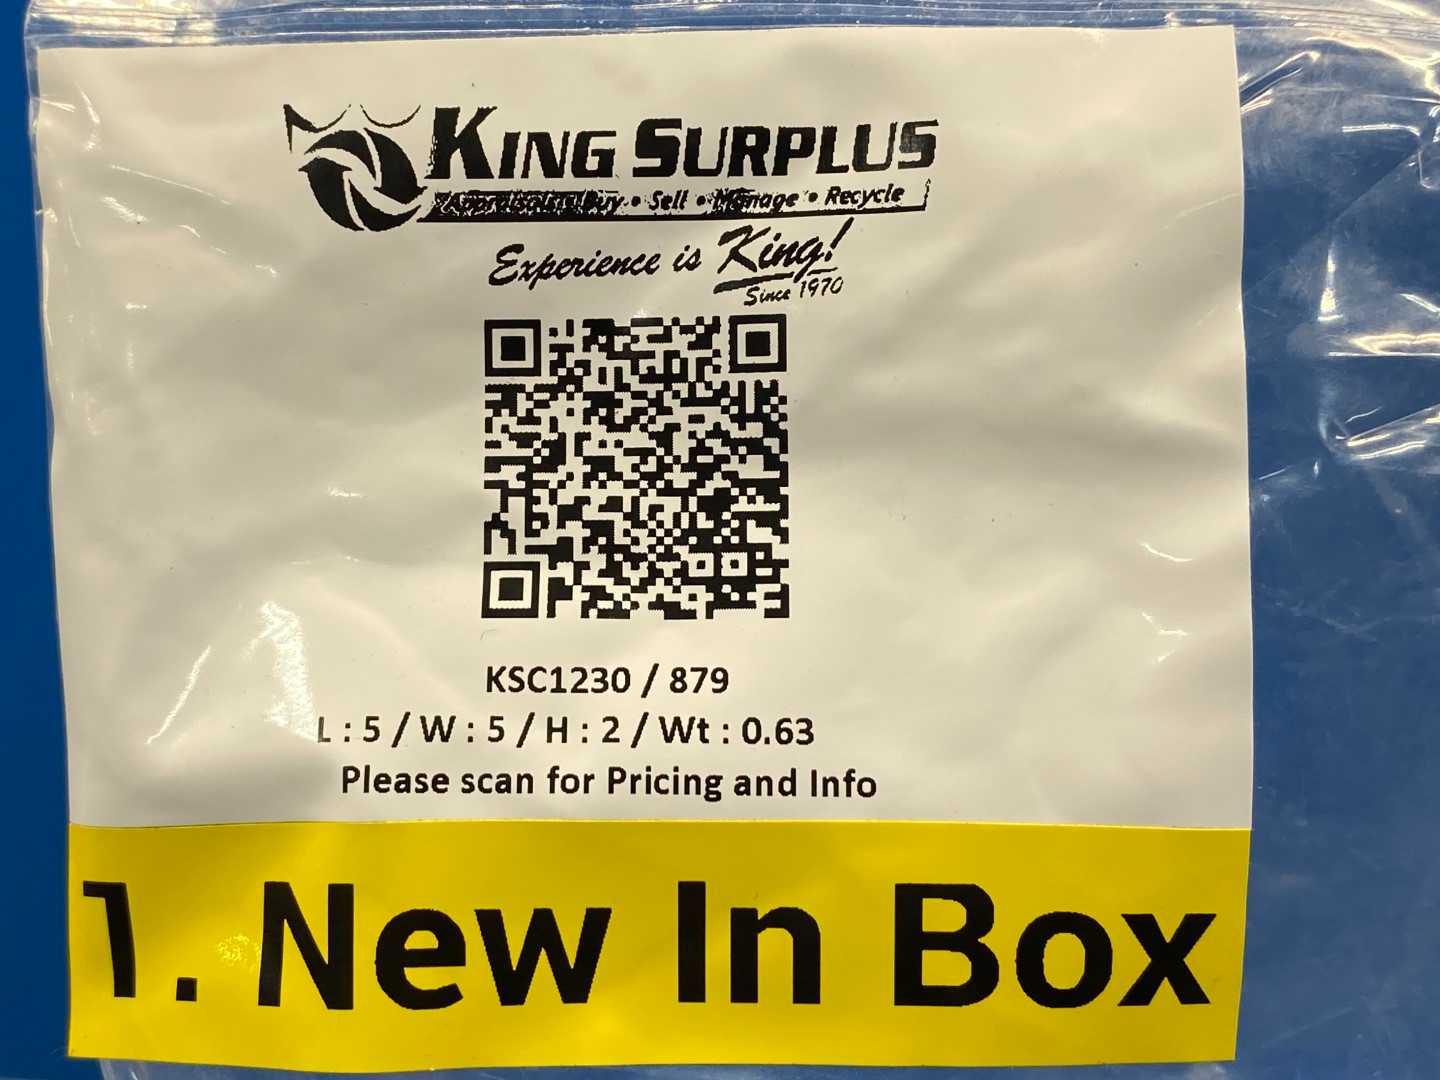 KING SURPLUS
Buy • Sell • Manage • Recycle
Experience is King!
Since 1970
KSC1230 / 879
L : 5 / W : 5 / H : 2 / Wt : 0.63
Please scan for Pricing and Info
1. New In Box